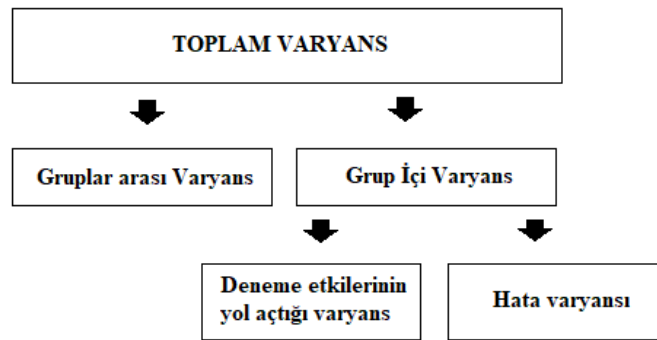 TOPLAM VARYANS
Gruplar arası Varyans
Grup İçi Varyans
Deneme etkilerinin
yol açtığı varyans
Hata varyansı